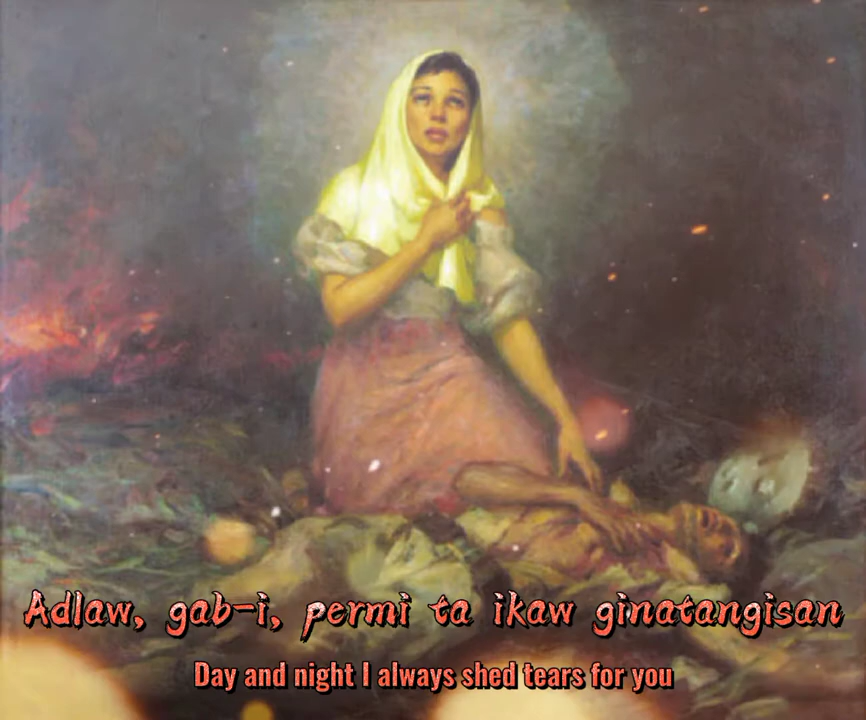 Adlaw, gab-i, permi ta ikaw ginatangisan
Day and night I always shed tears for you